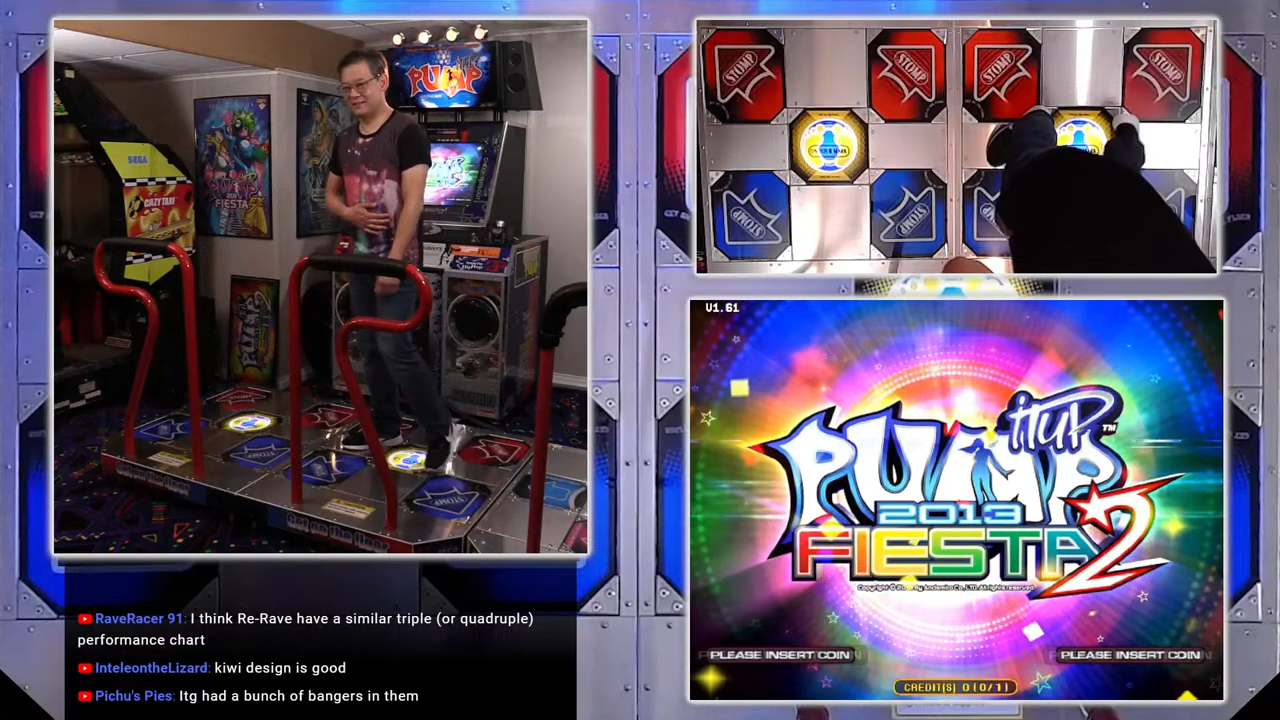 SEGA
CRAZY TAXI
PUMP
FIESTA
PUMP
STOMP
STOMP
STOMP
STOMP
STOMP
STOMP
V1.61
PUMP
it UP™
2013
FIESTA 2
PLEASE INSERT COIN
PLEASE INSERT COIN
CREDIT(S) 0 (0/1)
RaveRacer 91: I think Re-Rave have a similar triple (or quadruple)
performance chart
InteleontheLizard: kiwi design is good
Pichu's Pies: Itg had a bunch of bangers in them